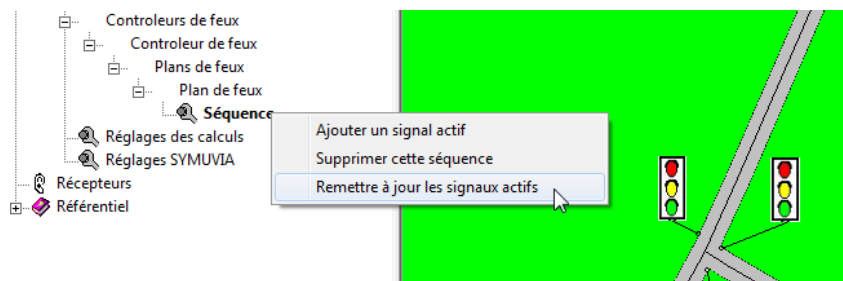 Controleurs de feux
Controleur de feux
Plans de feux
Plan de feux
Séquence
Réglages des calculs
Réglages SYMUVIA
Récepteurs
Référentiel
Ajouter un signal actif
Supprimer cette séquence
Remettre à jour les signaux actifs